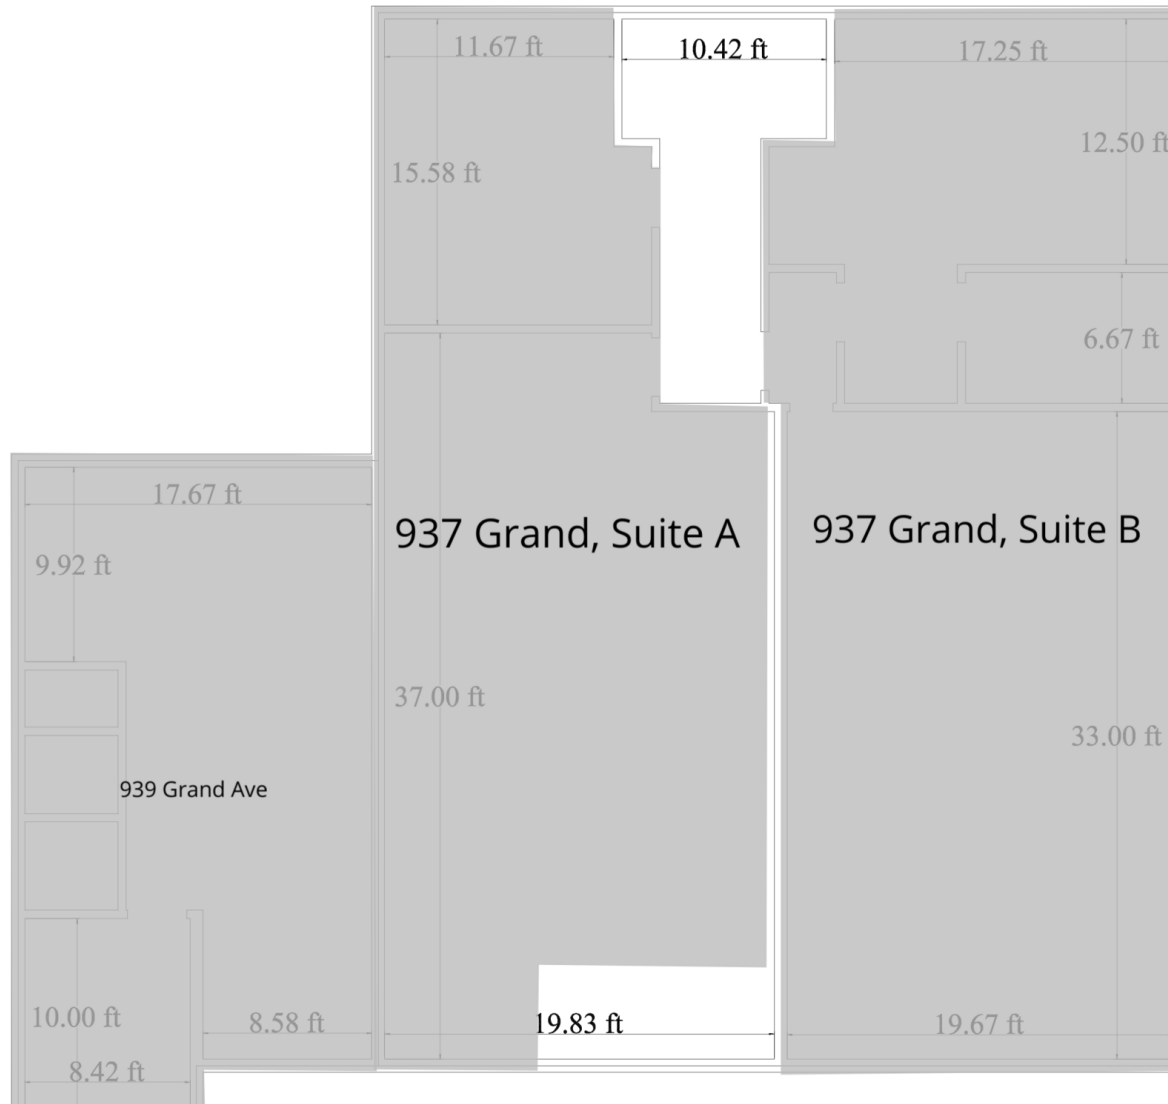 11.67 ft
10.42 ft
17.25 ft
12.50 ft
15.58 ft
6.67 ft
17.67 ft
937 Grand, Suite A
937 Grand, Suite B
9.92 ft
37.00 ft
33.00 ft
939 Grand Ave
10.00 ft
8.58 ft
19.83 ft
19.67 ft
8.42 ft